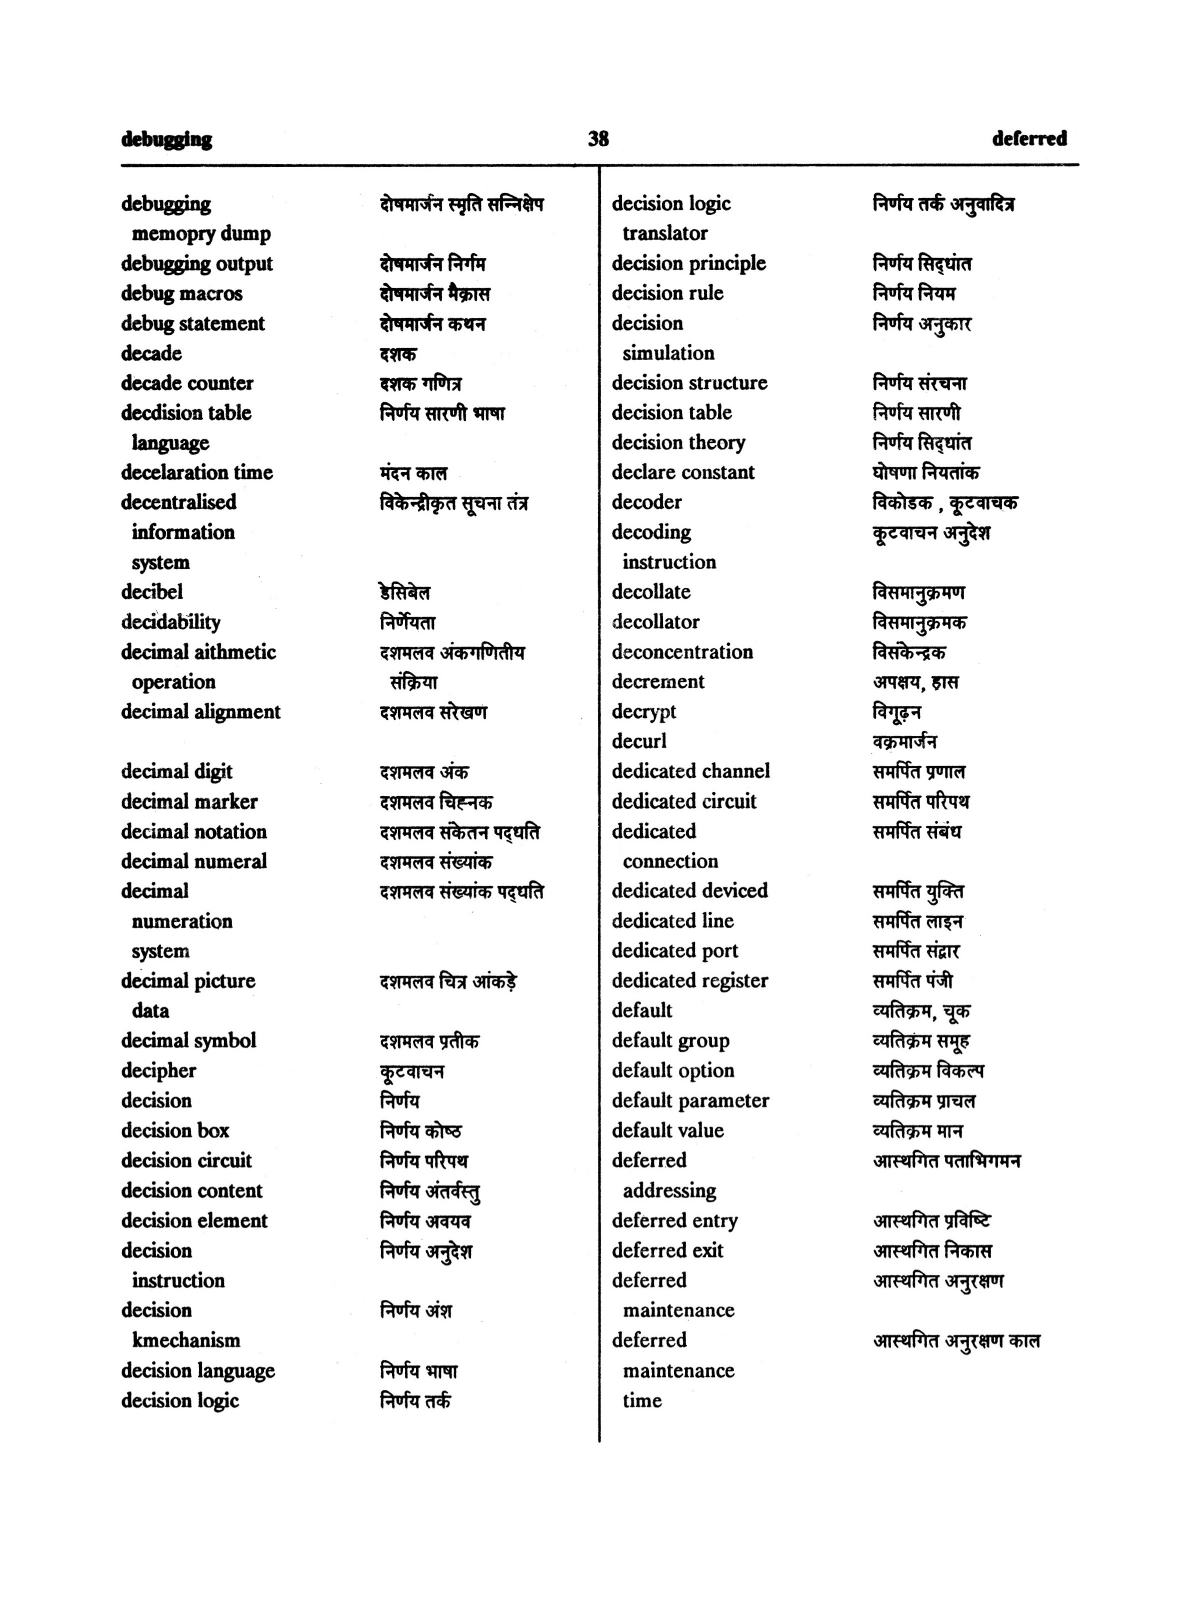 debugging 38 deferred
debugging दोषमार्जन स्मृति सन्निक्षेप
memopry dump
debugging output दोषमार्जन निर्गम
debug macros दोषमार्जन मैक्रास
debug statement दोषमार्जन कथन
decade दशक
decade counter दशक गणित्र
decdision table निर्णय सारणी भाषा
language
decelaration time मंदन काल
decentralised विकेन्द्रीकृत सूचना तंत्र
information
system
decibel डेसिबेल
decidability निर्णेयता
decimal aithmetic दशमलव अंकगणितीय
operation संक्रिया
decimal alignment दशमलव सरेखण
decimal digit दशमलव अंक
decimal marker दशमलव चिह्नक
decimal notation दशमलव संकेतन पद्धति
decimal numeral दशमलव संख्यांक
decimal दशमलव संख्यांक पद्धति
numeration
system
decimal picture दशमलव चित्र आंकड़े
data
decimal symbol दशमलव प्रतीक
decipher कूटवाचन
decision निर्णय
decision box निर्णय कोष्ठ
decision circuit निर्णय परिपथ
decision content निर्णय अंतर्वस्तु
decision element निर्णय अवयव
decision निर्णय अनुदेश
instruction
decision निर्णय अंश
kmechanism
decision language निर्णय भाषा
decision logic निर्णय तर्क
decision logic निर्णय तर्क अनुवादित्र
translator
decision principle निर्णय सिद्धांत
decision rule निर्णय नियम
decision निर्णय अनुकार
simulation
decision structure निर्णय संरचना
decision table निर्णय सारणी
decision theory निर्णय सिद्धांत
declare constant घोषणा नियतांक
decoder विकोडक , कूटवाचक
decoding कूटवाचन अनुदेश
instruction
decollate विसमानुक्रमण
decollator विसमानुक्रमक
deconcentration विसंकेन्द्रक
decrement अपक्षय, ह्रास
decrypt विगूढ़न
decurl वक्रमार्जन
dedicated channel समर्पित प्रणाल
dedicated circuit समर्पित परिपथ
dedicated समर्पित संबंध
connection
dedicated deviced समर्पित युक्ति
dedicated line समर्पित लाइन
dedicated port समर्पित संद्वार
dedicated register समर्पित पंजी
default व्यतिक्रम, चूक
default group व्यतिक्रम समूह
default option व्यतिक्रम विकल्प
default parameter व्यतिक्रम प्राचल
default value व्यतिक्रम मान
deferred आस्थगित पताभिगमन
addressing
deferred entry आस्थगित प्रविष्टि
deferred exit आस्थगित निकास
deferred आस्थगित अनुरक्षण
maintenance
deferred आस्थगित अनुरक्षण काल
maintenance
time